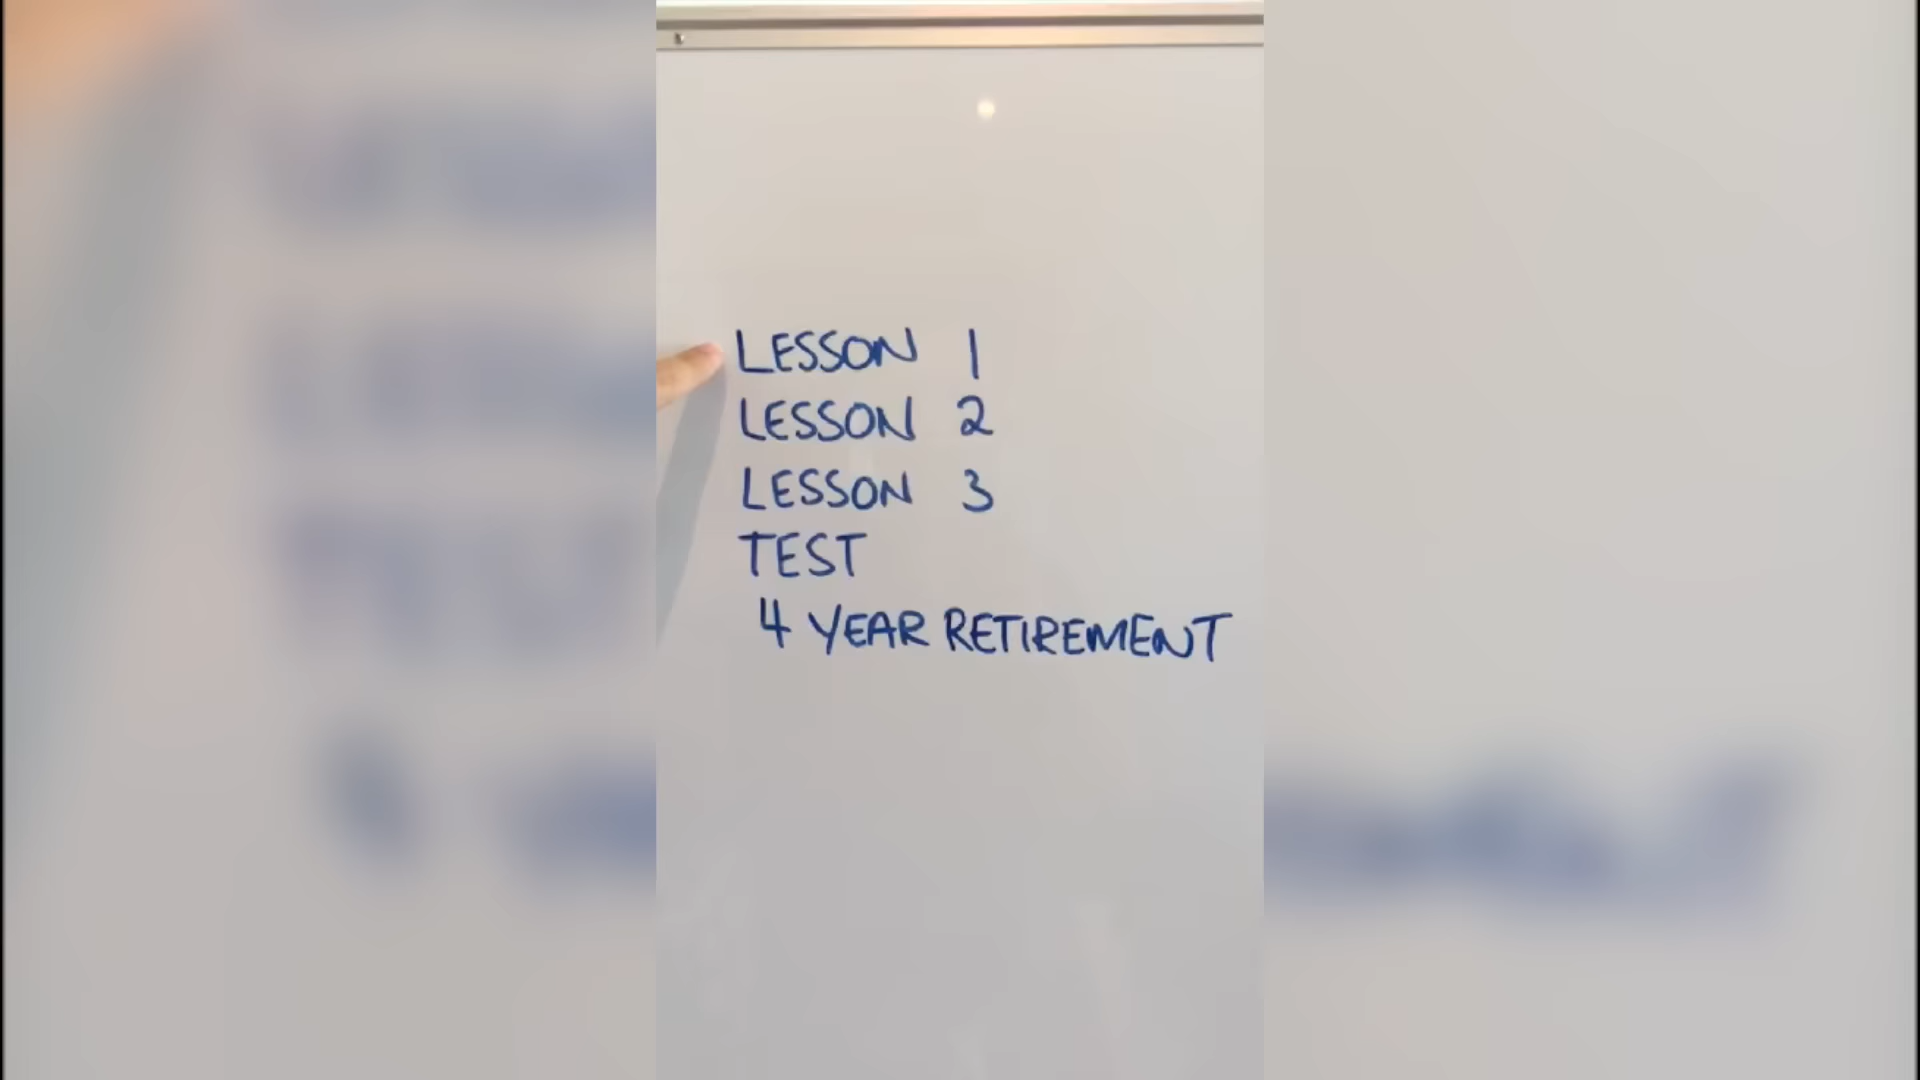 LESSON 1
LESSON 2
LESSON 3
TEST
4 YEAR RETIREMENT